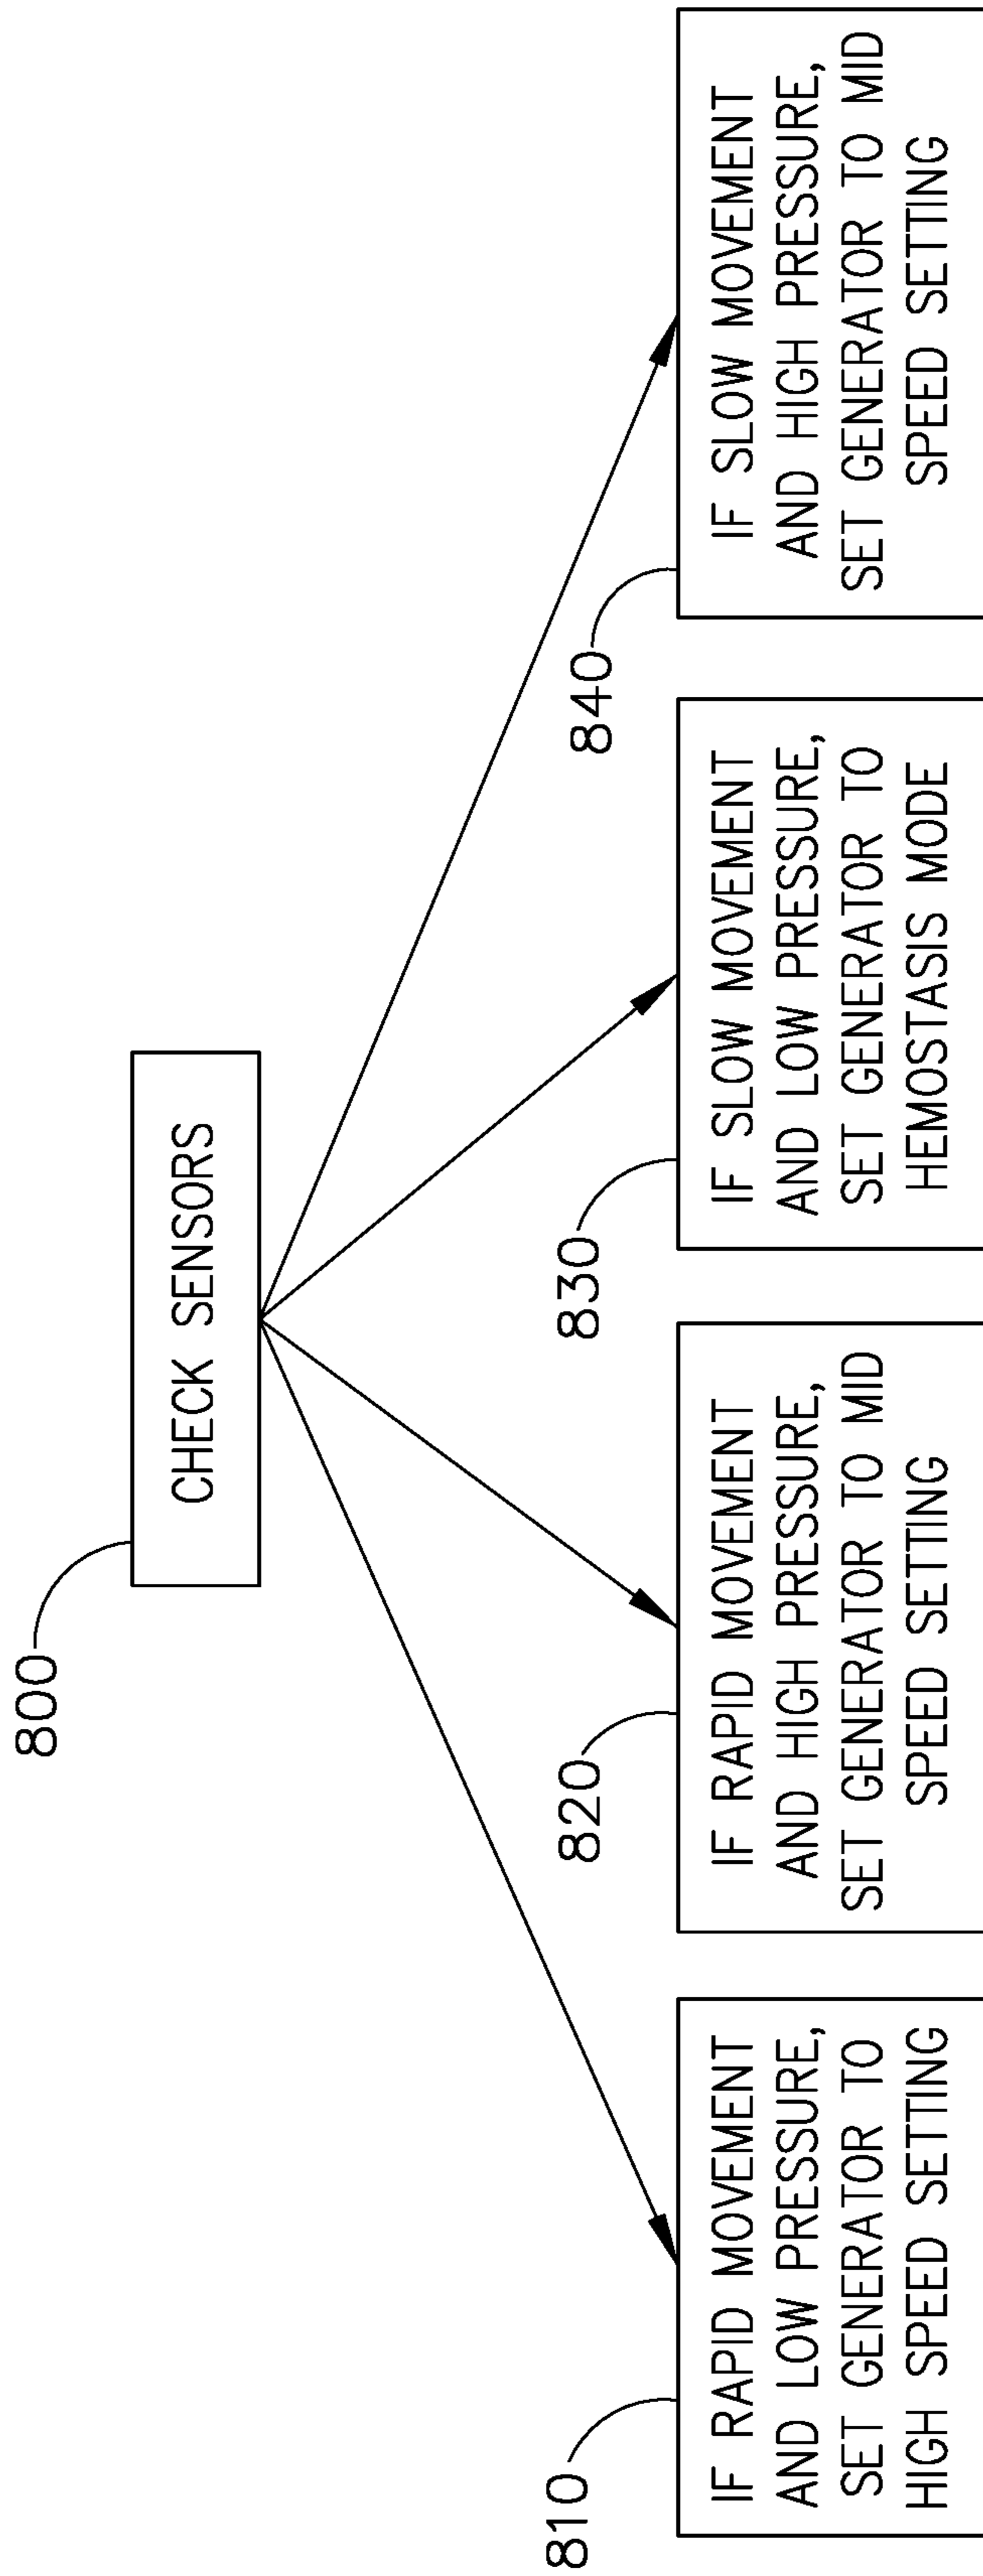 800
CHECK SENSORS
810
IF RAPID MOVEMENT
AND LOW PRESSURE,
SET GENERATOR TO
HIGH SPEED SETTING
820
IF RAPID MOVEMENT
AND HIGH PRESSURE,
SET GENERATOR TO MID
SPEED SETTING
830
IF SLOW MOVEMENT
AND LOW PRESSURE,
SET GENERATOR TO
HEMOSTASIS MODE
840
IF SLOW MOVEMENT
AND HIGH PRESSURE,
SET GENERATOR TO MID
SPEED SETTING